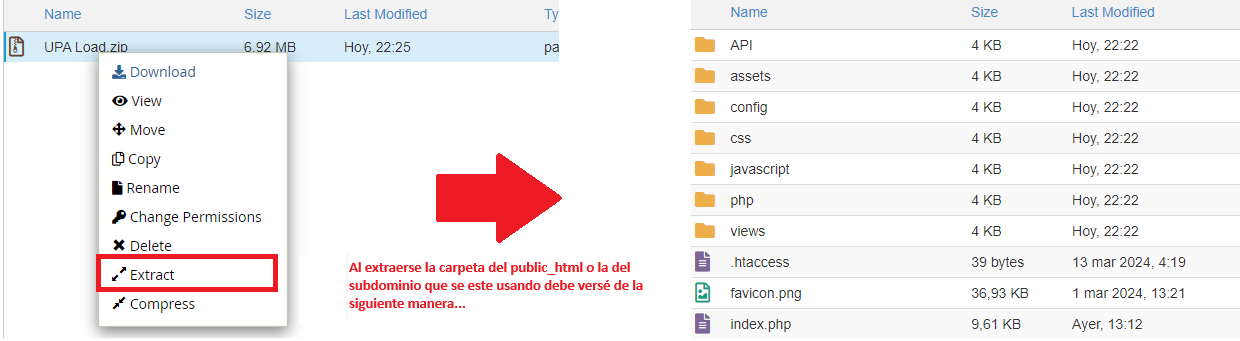 Name Size Last Modified Ty
UPA Load.zip 6.92 MB Hoy, 22:25 pa
Download
View
Move
Copy
Rename
Change Permissions
Delete
Extract
Compress
Al extraerse la carpeta del public_html o la del
subdominio que se este usando debe versé de la
siguiente manera...
Name Size Last Modified
API 4 KB Hoy, 22:22
assets 4 KB Hoy, 22:22
config 4 KB Hoy, 22:22
css 4 KB Hoy, 22:22
javascript 4 KB Hoy, 22:22
php 4 KB Hoy, 22:22
views 4 KB Hoy, 22:22
.htaccess 39 bytes 13 mar 2024, 4:19
favicon.png 36,93 KB 1 mar 2024, 13:21
index.php 9,61 KB Ayer, 13:12